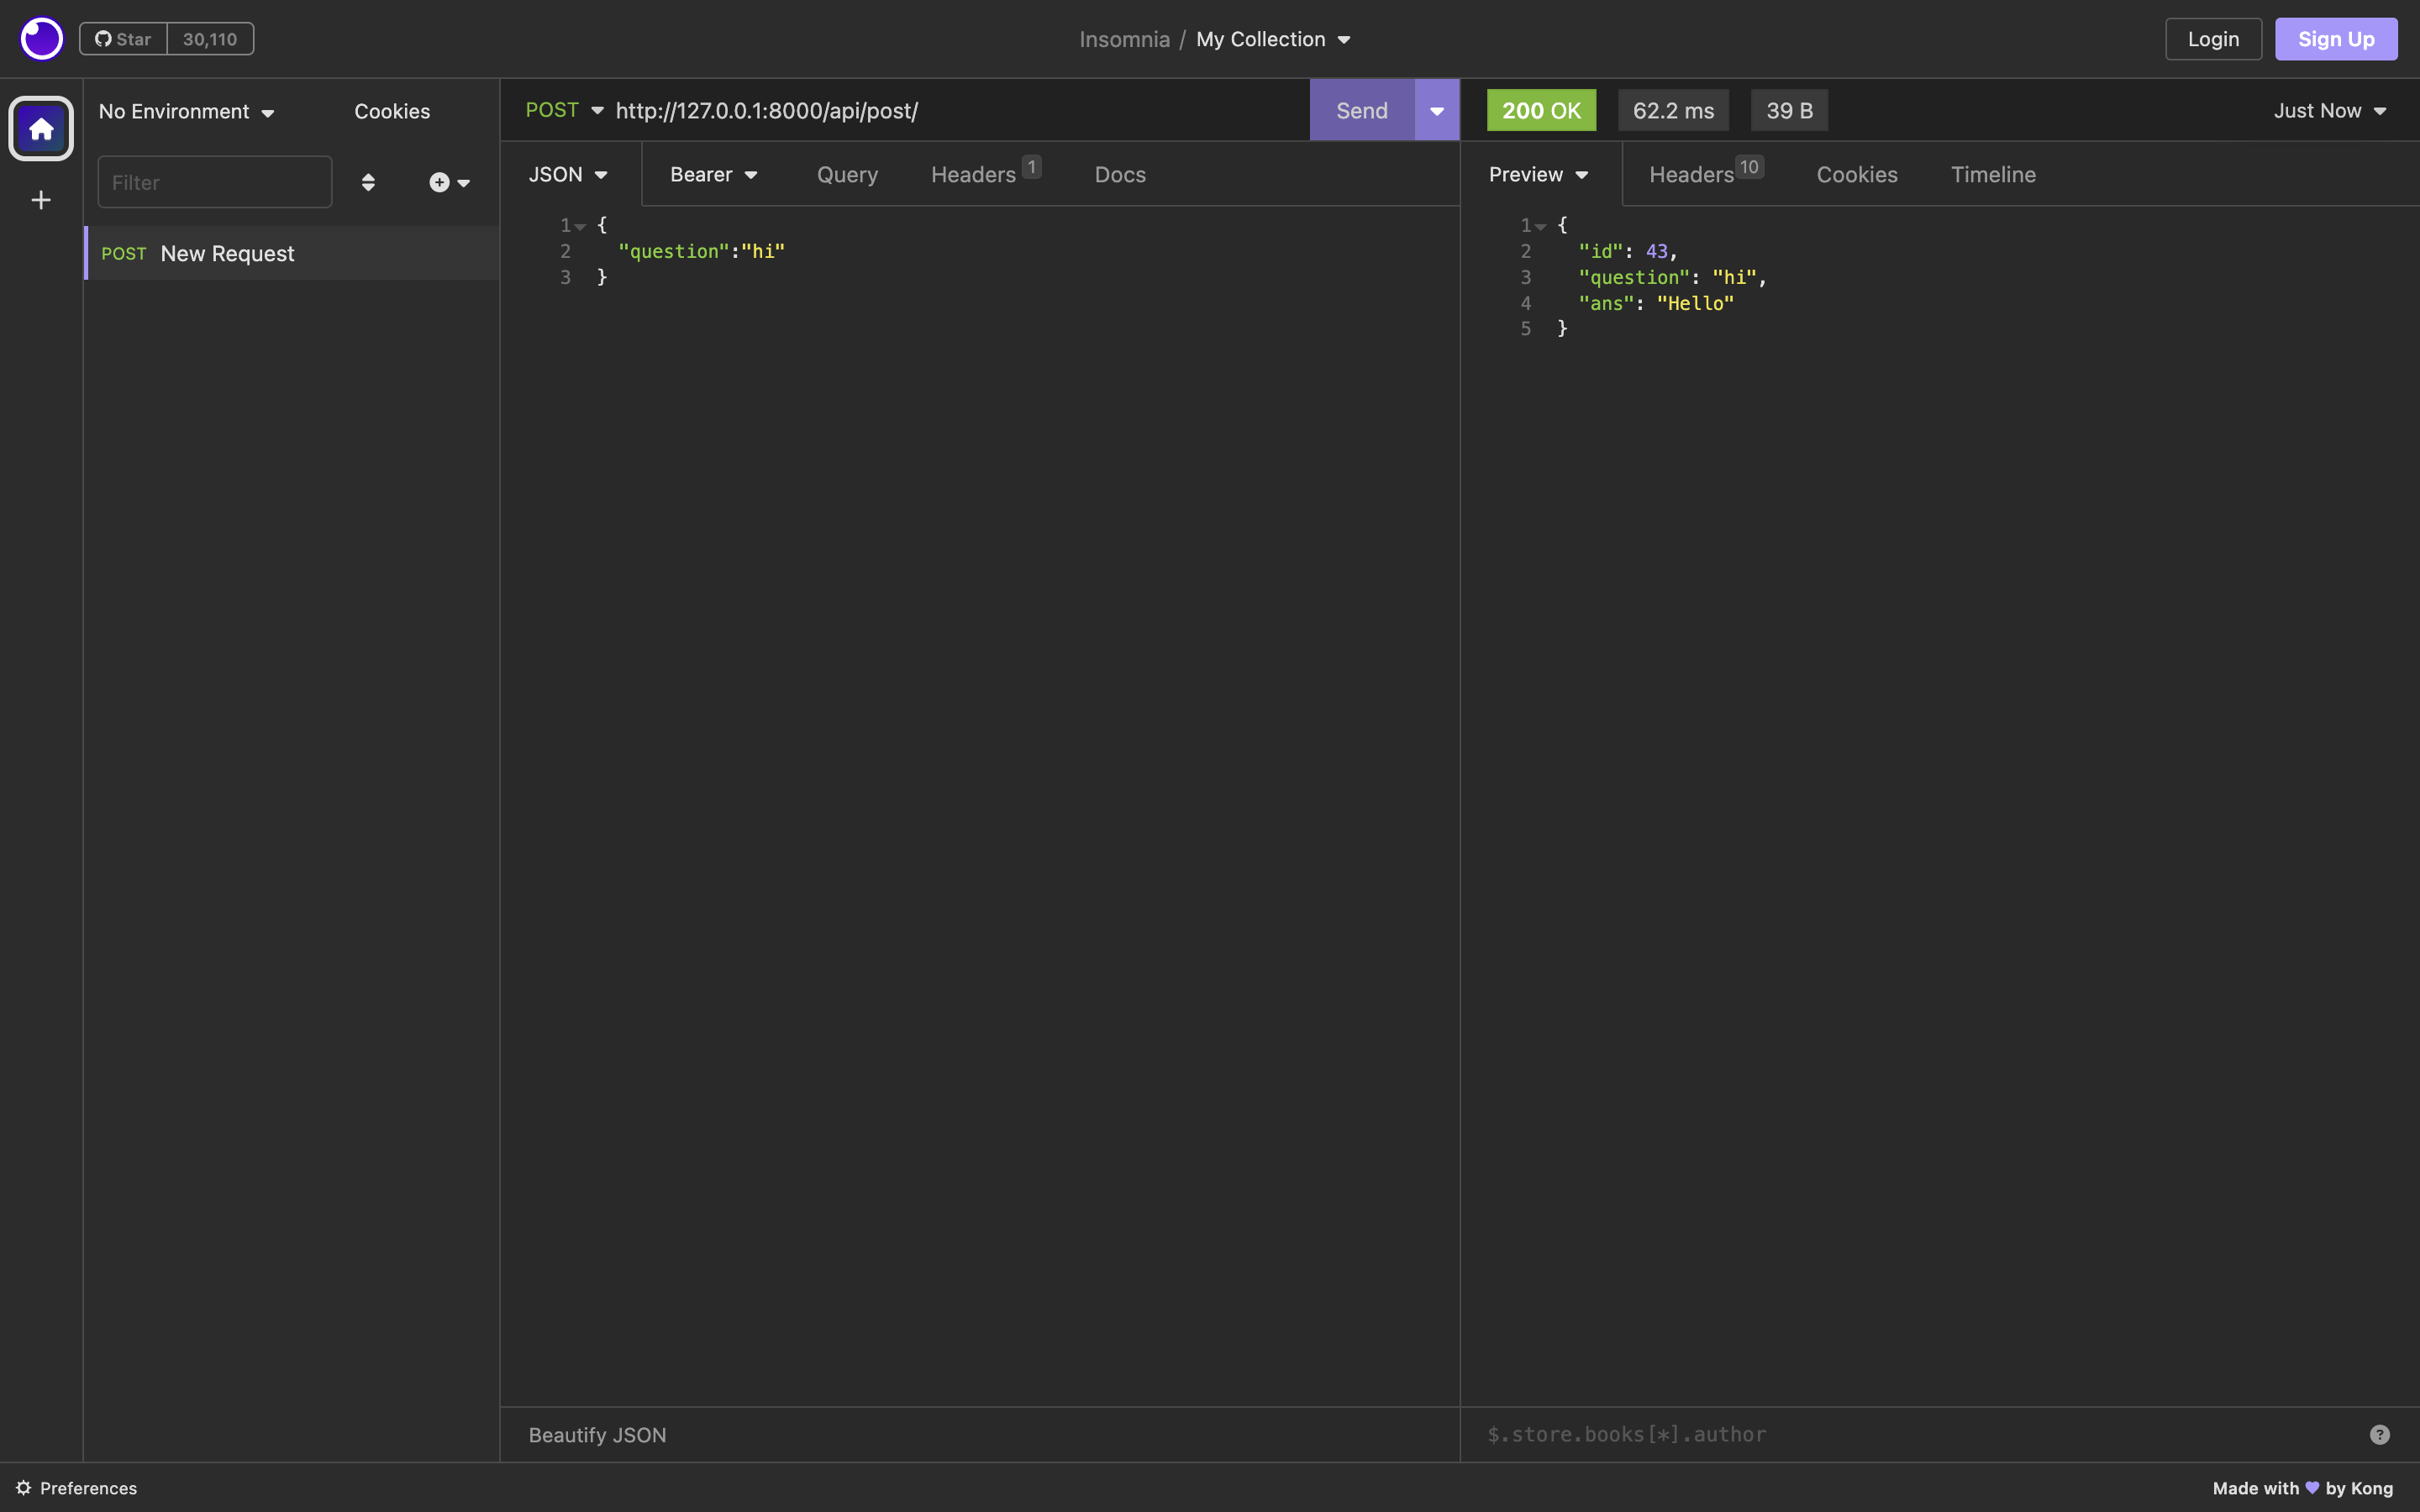 Star 30,110
Insomnia / My Collection
Login
Sign Up
No Environment
Cookies
Filter
POST New Request
POST http://127.0.0.1:8000/api/post/
Send
JSON
Bearer
Query
Headers 1
Docs
1 {
2 "question":"hi"
3 }
Beautify JSON
200 OK
62.2 ms
39 B
Just Now
Preview
Headers 10
Cookies
Timeline
1 {
2 "id": 43,
3 "question": "hi",
4 "ans": "Hello"
5 }
$.store.books[*].author
?
Preferences
Made with by Kong